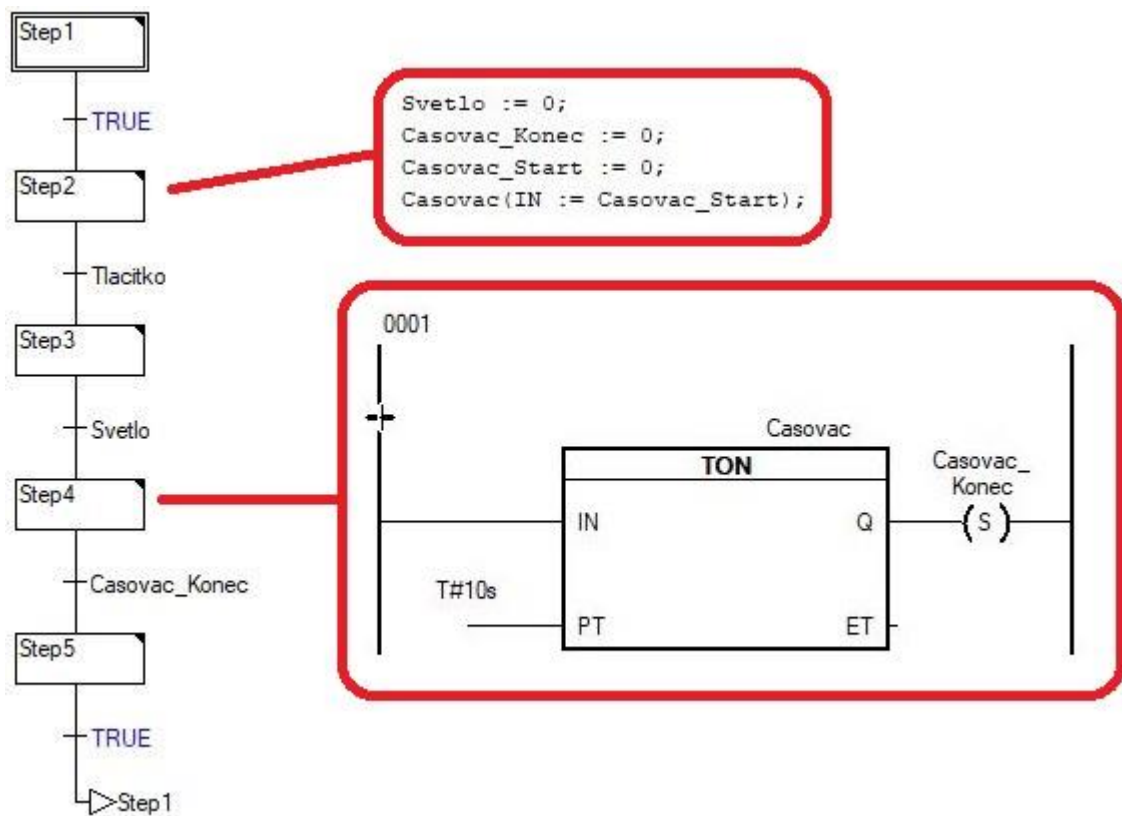 Step1
TRUE
Svetlo := 0;
Casovac_Konec := 0;
Casovac_Start := 0;
Casovac(IN := Casovac_Start);
Step2
Tlacitko
Step3
Svetlo
Step4
Casovac_Konec
Step5
TRUE
Step1
0001
Casovac
TON
Casovac_
Konec
IN
Q
(S)
T#10s
PT
ET